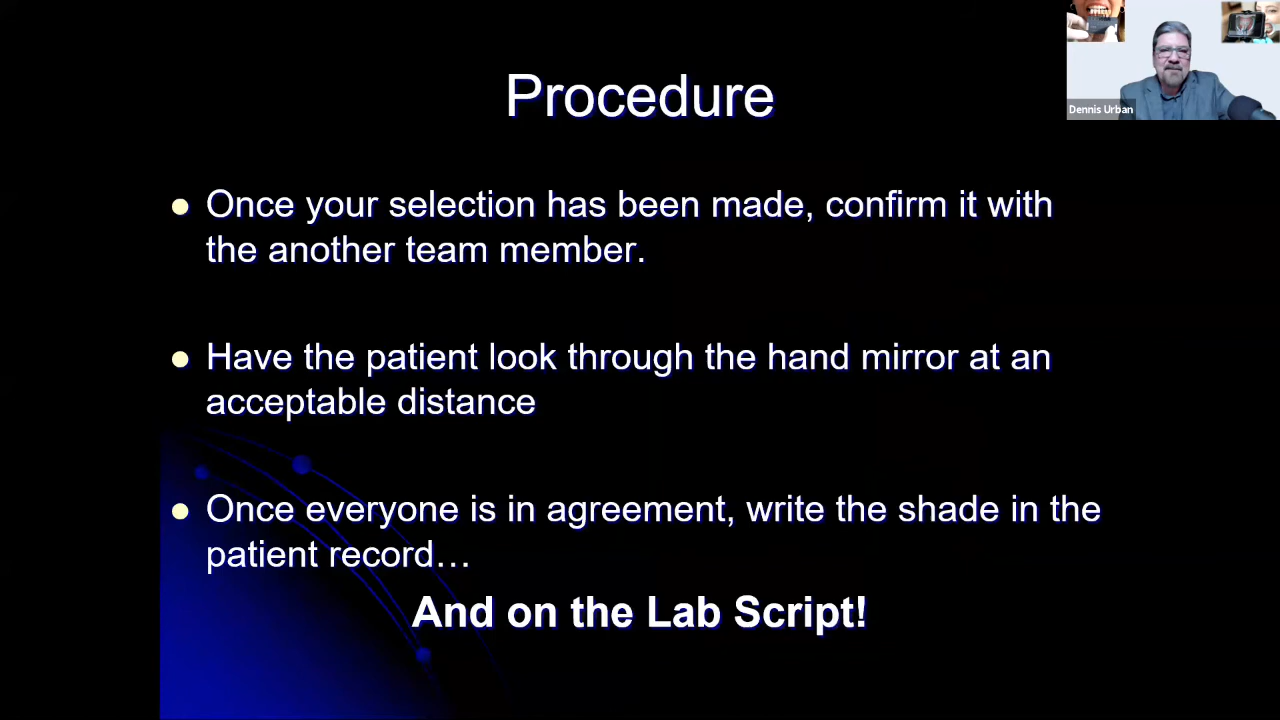 Procedure
Once your selection has been made, confirm it with
the another team member.
Have the patient look through the hand mirror at an
acceptable distance
Once everyone is in agreement, write the shade in the
patient record…
And on the Lab Script!
Dennis Urban